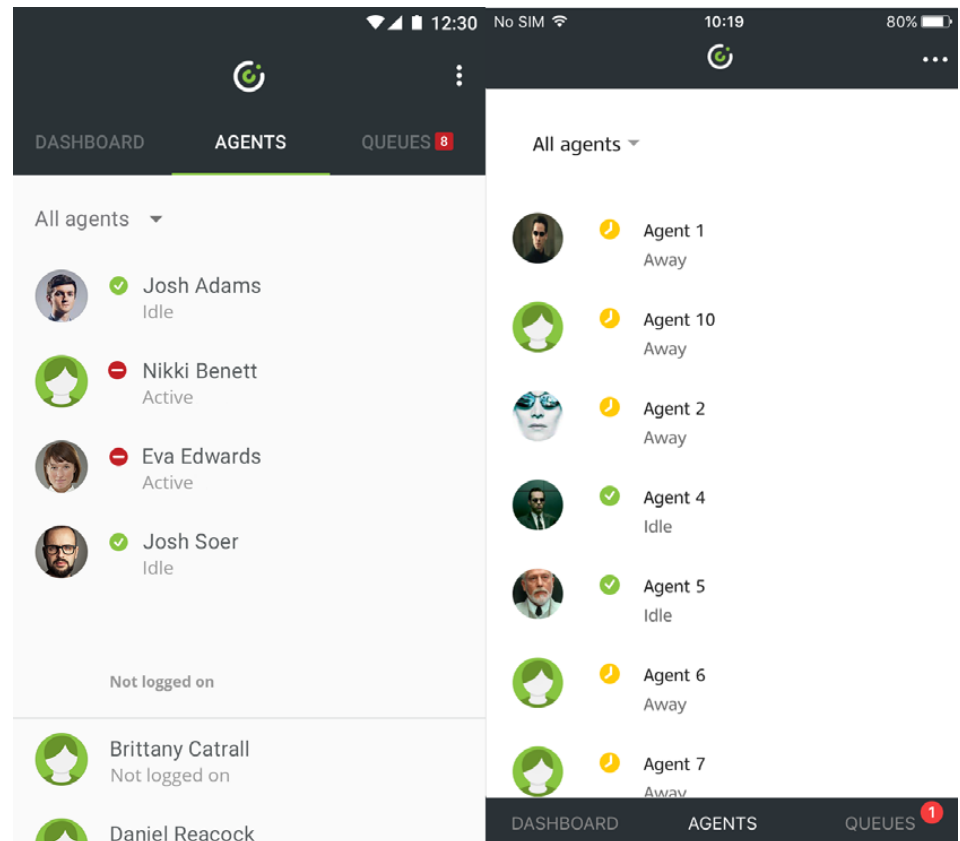 12:30
DASHBOARD AGENTS QUEUES 8
All agents
Josh Adams
Idle
Nikki Benett
Active
Eva Edwards
Active
Josh Soer
Idle
Not logged on
Brittany Catrall
Not logged on
Daniel Reacock
No SIM 10:19 80%
All agents
Agent 1
Away
Agent 10
Away
Agent 2
Away
Agent 4
Idle
Agent 5
Idle
Agent 6
Away
Agent 7
Away
DASHBOARD AGENTS QUEUES 1